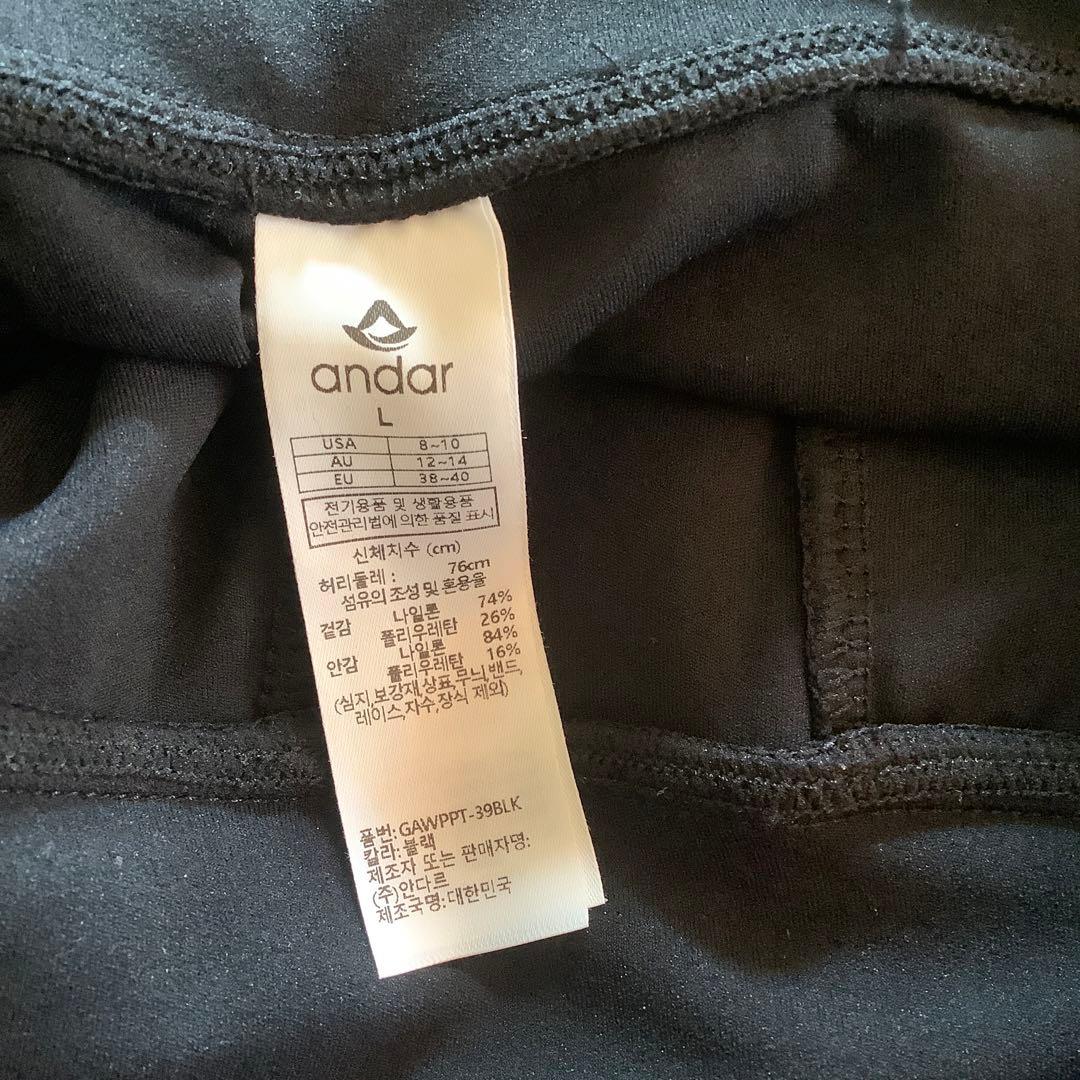 andar
L
USA 8~10
AU 12~14
EU 38~40
전기용품 및 생활용품
안전관리법에 의한 품질 표시
신체치수 (cm)
허리둘레 : 76cm
섬유의 조성 및 혼용율
겉감 나일론 74%
폴리우레탄 26%
안감 나일론 84%
폴리우레탄 16%
(심지,보강재,상표,무늬,밴드,
레이스,자수,장식 제외)
품번: GAWPPT-39BLK
칼라: 블랙
제조자 또는 판매자명:
(주)안다르
제조국명:대한민국